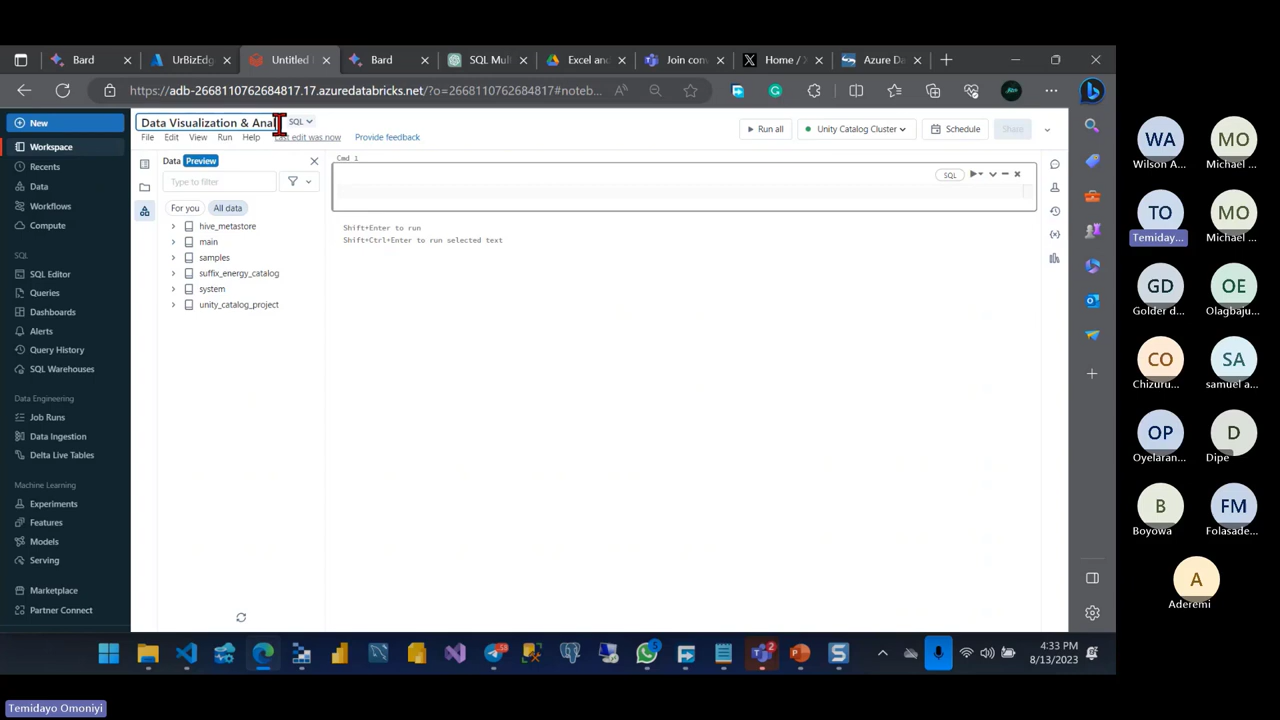 Bard
UrBizEdg
Untitled
Bard
SQL Mult
Excel and
Join con
Home / X
Azure Da
https://adb-2668110762684817.17.azuredatabricks.net/?o=2668110762684817#noteb...
New
Workspace
Recents
Data
Workflows
Compute
SQL
SQL Editor
Queries
Dashboards
Alerts
Query History
SQL Warehouses
Data Engineering
Job Runs
Data Ingestion
Delta Live Tables
Machine Learning
Experiments
Features
Models
Serving
Marketplace
Partner Connect
Data Visualization & Anal
SQL
File Edit View Run Help Last edit was now Provide feedback
Run all
Unity Catalog Cluster
Schedule
Share
Data Preview
Type to filter
For you All data
hive_metastore
main
samples
suffix_energy_catalog
system
unity_catalog_project
Cmd 1
SQL
Shift+Enter to run
Shift+Ctrl+Enter to run selected text
WA
Wilson A...
MO
Michael ...
TO
Temiday...
MO
Michael ...
GD
Golder d...
OE
Olagbaju...
CO
Chizuru...
SA
samuel a...
OP
Oyelaran...
D
Dipe
B
Boyowa
FM
Folasade...
A
Aderemi
4:33 PM
8/13/2023
Temidayo Omoniyi